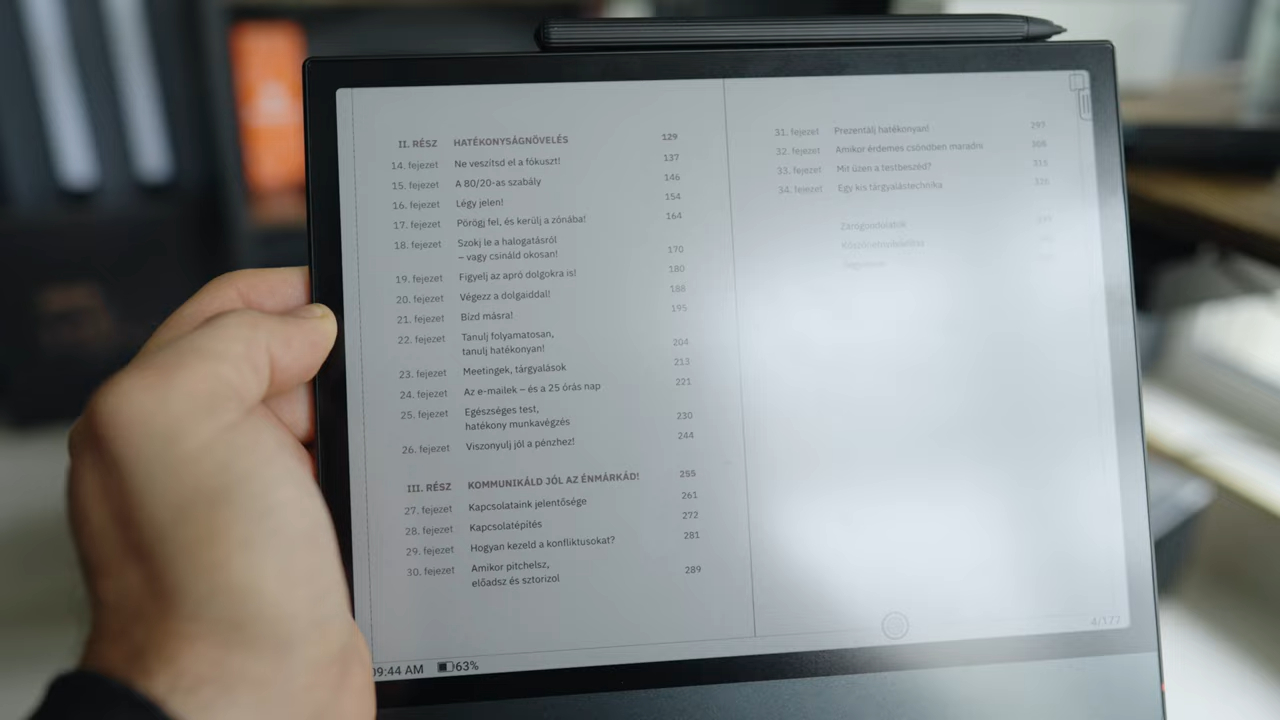 II. RÉSZ HATÉKONYSÁGNÖVELÉS 129
14. fejezet Ne veszítsd el a fókuszt! 137
15. fejezet A 80/20-as szabály 146
16. fejezet Légy jelen! 154
17. fejezet Pörögj fel, és kerülj a zónába! 164
18. fejezet Szokj le a halogatásról
– vagy csináld okosan! 170
19. fejezet Figyelj az apró dolgokra is! 180
20. fejezet Végezz a dolgaiddal! 188
21. fejezet Bízd másra! 195
22. fejezet Tanulj folyamatosan,
tanulj hatékonyan! 204
23. fejezet Meetingek, tárgyalások 213
24. fejezet Az e-mailek – és a 25 órás nap 221
25. fejezet Egészséges test,
hatékony munkavégzés 230
26. fejezet Viszonyulj jól a pénzhez! 244
III. RÉSZ KOMMUNIKÁLD JÓL AZ ÉNMÁRKÁD! 255
27. fejezet Kapcsolataink jelentősége 261
28. fejezet Kapcsolatépítés 272
29. fejezet Hogyan kezeld a konfliktusokat? 281
30. fejezet Amikor pitchelsz,
előadsz és sztorizol 289
31. fejezet Prezentálj hatékonyan! 297
32. fejezet Amikor érdemes csöndben maradni 308
33. fejezet Mit üzen a testbeszéd? 315
34. fejezet Egy kis tárgyalástechnika 326
Zárógondolatok
Köszönetnyilvánítás
4/177
09:44 AM 63%